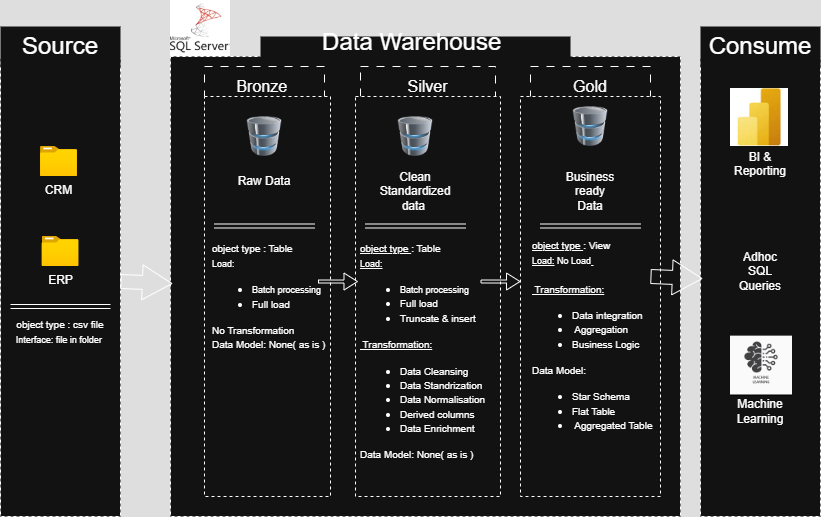 Source
CRM
ERP
object type : csv file
Interface: file in folder
Microsoft
SQL Server
Data Warehouse
Bronze
Raw Data
object type : Table
Load:
Batch processing
Full load
No Transformation
Data Model: None( as is )
Silver
Clean
Standardized
data
object type : Table
Load:
Batch processing
Full load
Truncate & insert
Transformation:
Data Cleansing
Data Standrization
Data Normalisation
Derived columns
Data Enrichment
Data Model: None( as is )
Gold
Business
ready
Data
object type : View
Load: No Load
Transformation:
Data integration
Aggregation
Business Logic
Data Model:
Star Schema
Flat Table
Aggregated Table
Consume
BI &
Reporting
Adhoc
SQL
Queries
MACHINE
LEARNING
Machine
Learning